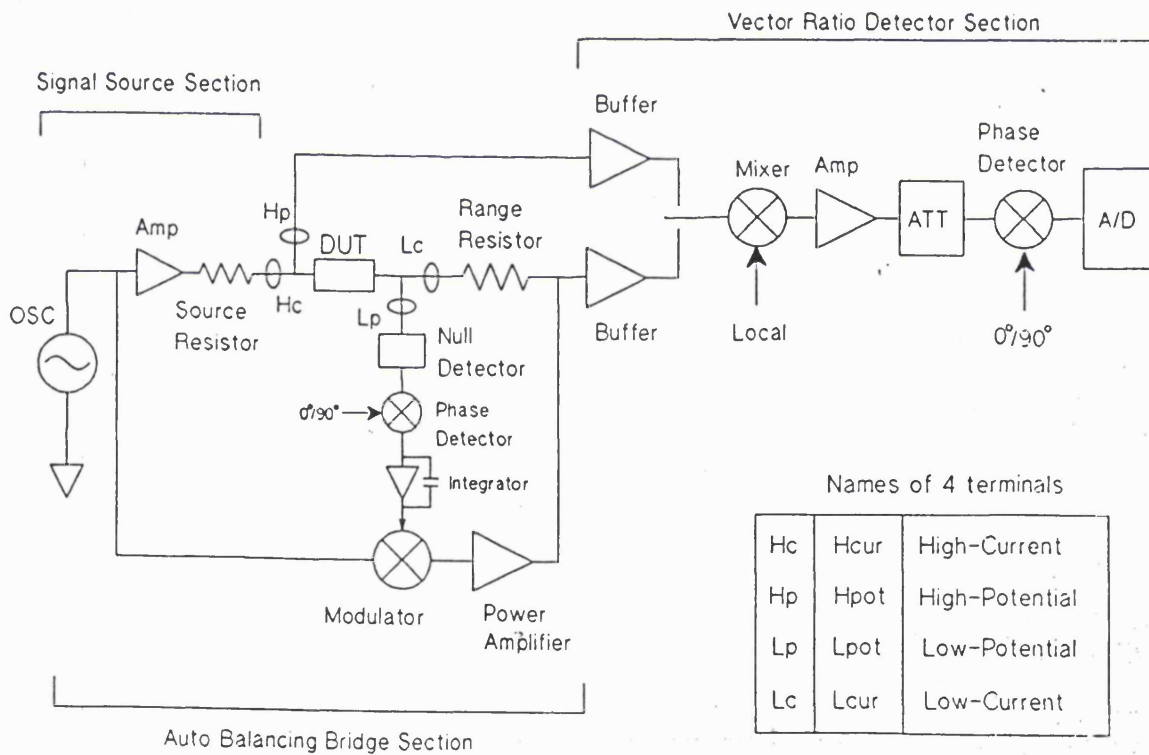 Vector Ratio Detector Section
Signal Source Section
Buffer
Phase
Detector
Mixer
Amp
ATT
A/D
Hp
Amp
DUT
Lc
Range
Resistor
OSC
Source
Resistor
Hc
Lp
Null
Detector
Buffer
Local
0°/90°
0°/90°
Phase
Detector
Integrator
Modulator
Power
Amplifier
Auto Balancing Bridge Section
Names of 4 terminals
Hc Hcur High-Current
Hp Hpot High-Potential
Lp Lpot Low-Potential
Lc Lcur Low-Current